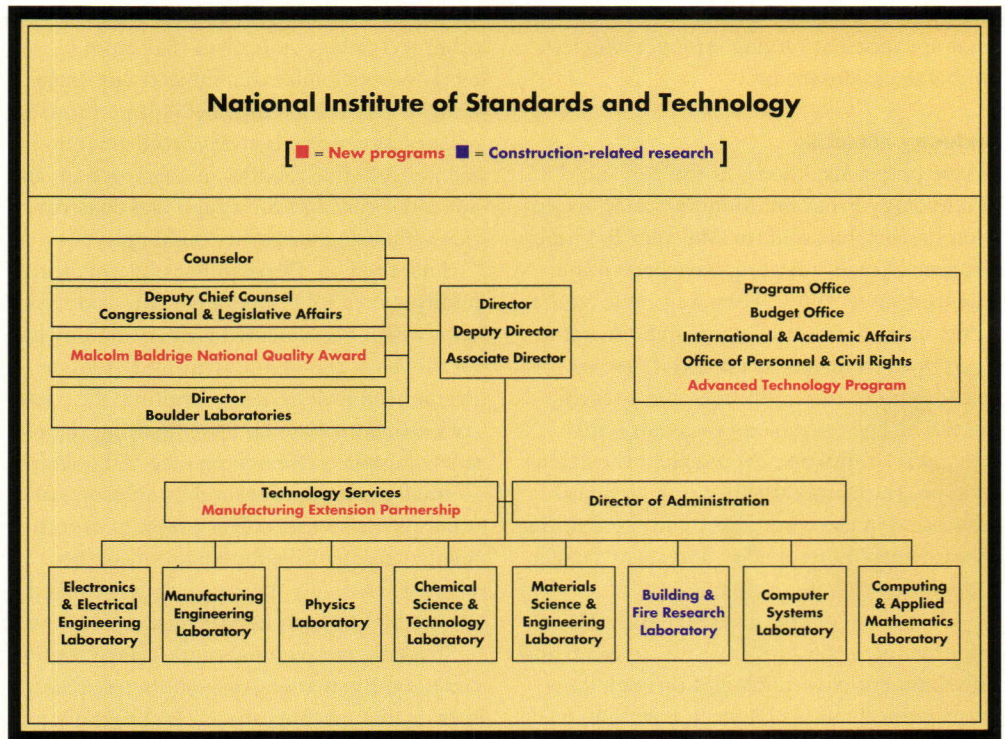 National Institute of Standards and Technology
[ ■ = New programs ■ = Construction-related research ]
Counselor
Deputy Chief Counsel
Congressional & Legislative Affairs
Malcolm Baldrige National Quality Award
Director
Boulder Laboratories
Director
Deputy Director
Associate Director
Program Office
Budget Office
International & Academic Affairs
Office of Personnel & Civil Rights
Advanced Technology Program
Technology Services
Manufacturing Extension Partnership
Director of Administration
Electronics
& Electrical
Engineering
Laboratory
Manufacturing
Engineering
Laboratory
Physics
Laboratory
Chemical
Science &
Technology
Laboratory
Materials
Science &
Engineering
Laboratory
Building &
Fire Research
Laboratory
Computer
Systems
Laboratory
Computing
& Applied
Mathematics
Laboratory